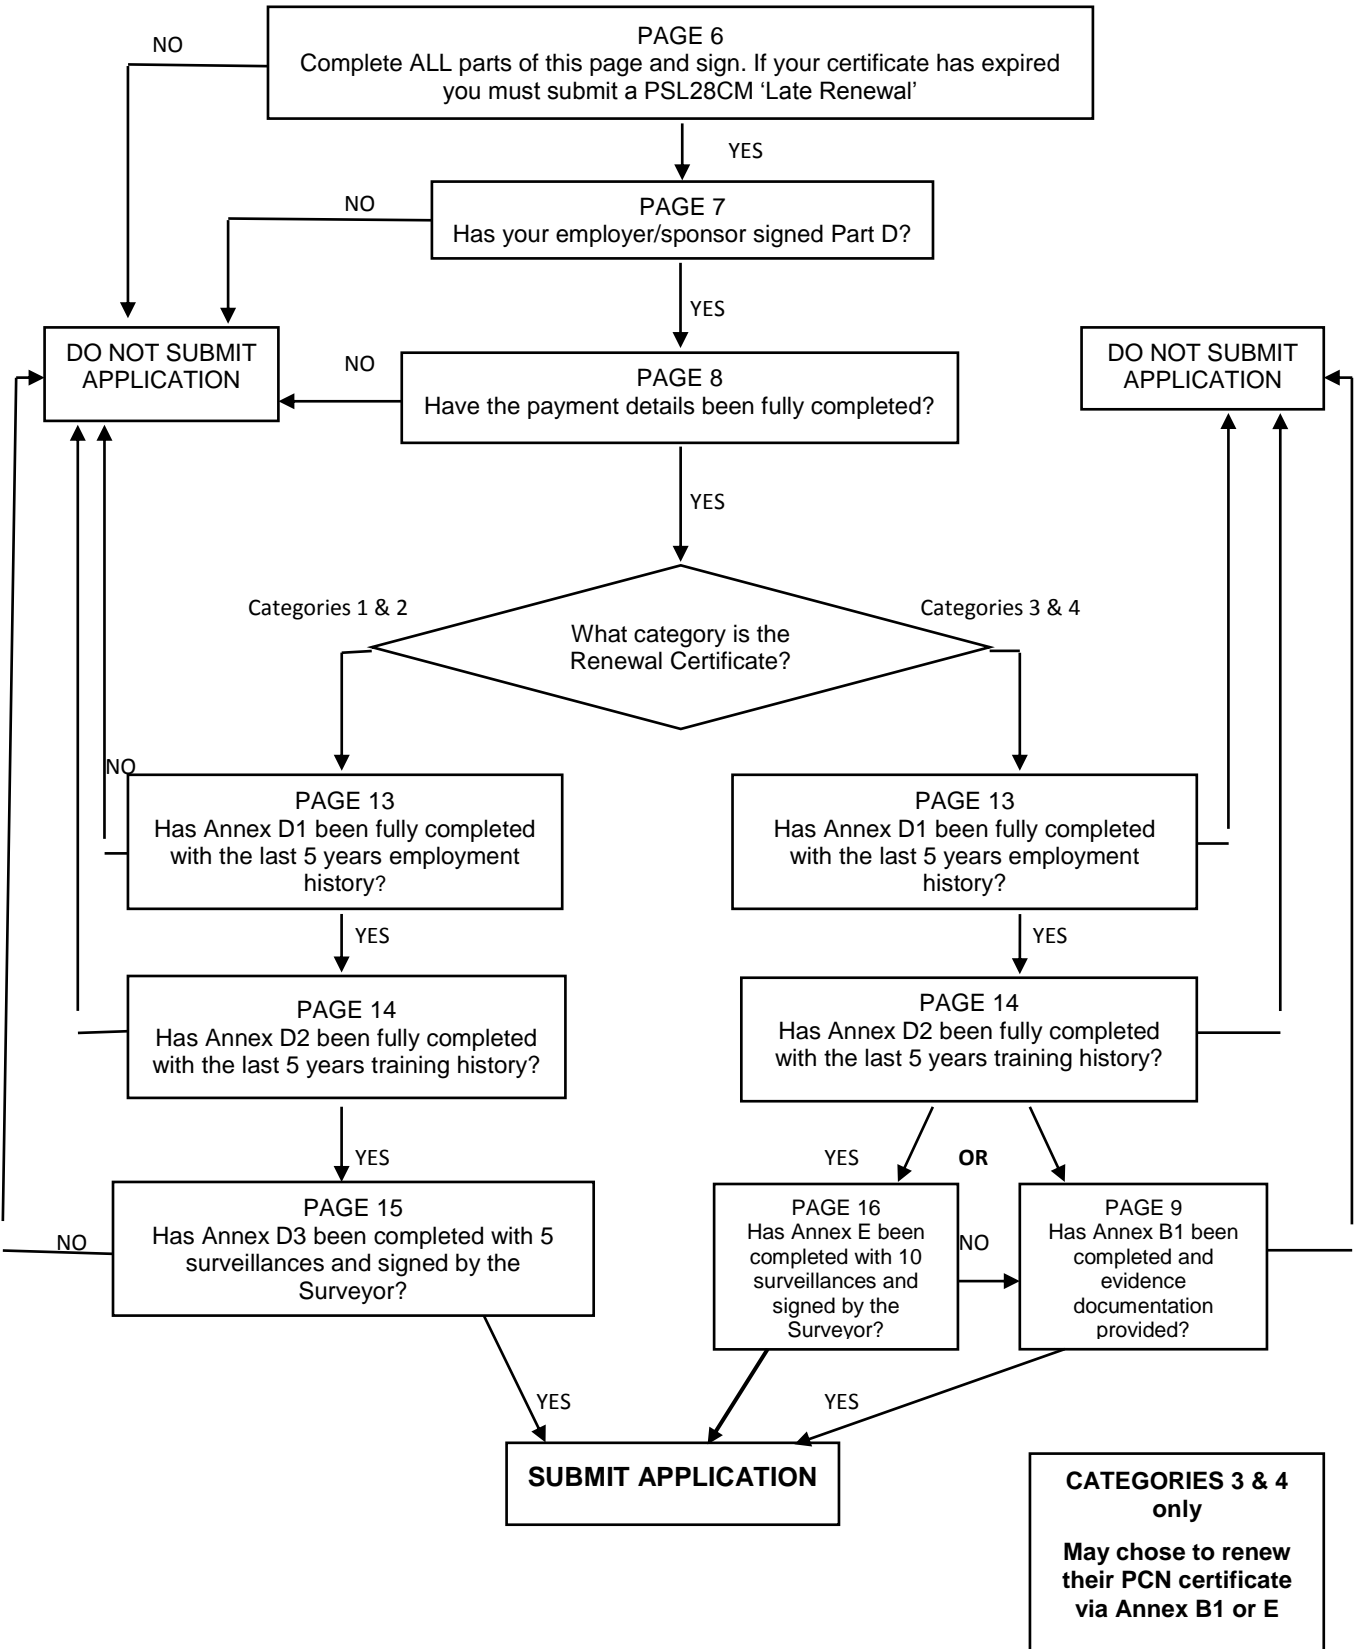 NO
PAGE 6
Complete ALL parts of this page and sign. If your certificate has expired
you must submit a PSL28CM ‘Late Renewal’
YES
NO
PAGE 7
Has your employer/sponsor signed Part D?
YES
DO NOT SUBMIT
APPLICATION
NO
PAGE 8
Have the payment details been fully completed?
DO NOT SUBMIT
APPLICATION
YES
Categories 1 & 2
What category is the
Renewal Certificate?
Categories 3 & 4
NO
PAGE 13
Has Annex D1 been fully completed
with the last 5 years employment
history?
PAGE 13
Has Annex D1 been fully completed
with the last 5 years employment
history?
YES
YES
PAGE 14
Has Annex D2 been fully completed
with the last 5 years training history?
PAGE 14
Has Annex D2 been fully completed
with the last 5 years training history?
YES
YES
OR
NO
PAGE 15
Has Annex D3 been completed with 5
surveillances and signed by the
Surveyor?
PAGE 16
Has Annex E been
completed with 10
surveillances and
signed by the
Surveyor?
NO
PAGE 9
Has Annex B1 been
completed and
evidence
documentation
provided?
YES
YES
SUBMIT APPLICATION
CATEGORIES 3 & 4
only
May chose to renew
their PCN certificate
via Annex B1 or E